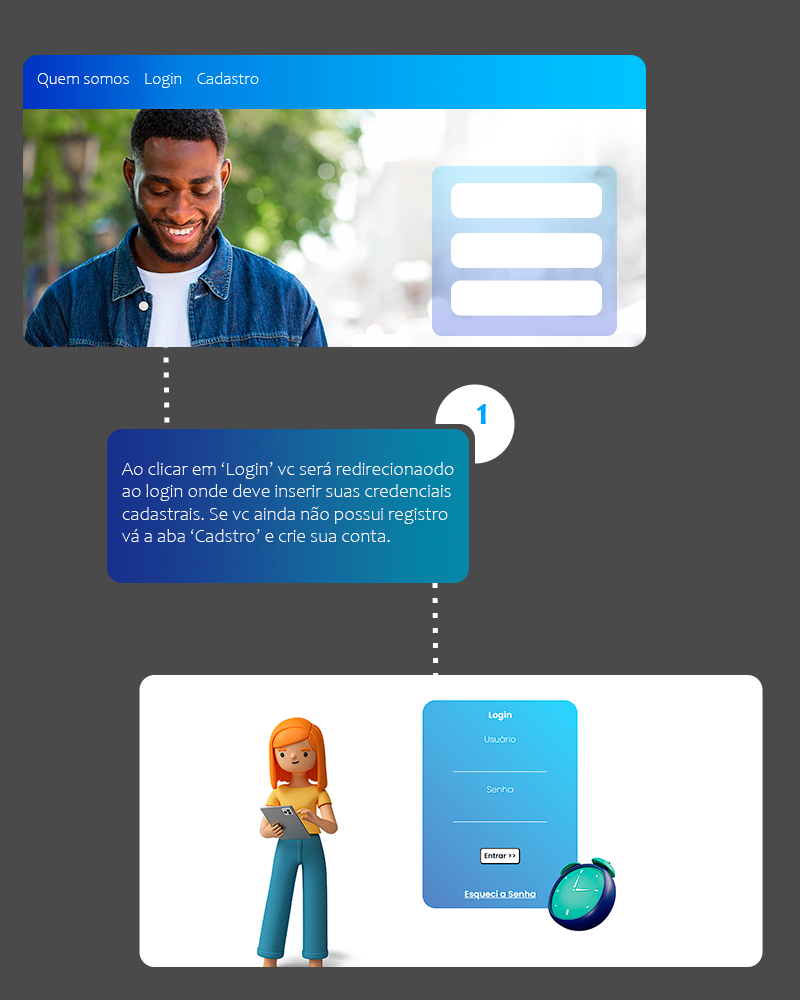 Quem somos Login Cadastro
1
Ao clicar em ‘Login’ vc será redirecionaodo
ao login onde deve inserir suas credenciais
cadastrais. Se vc ainda não possui registro
vá a aba ‘Cadstro’ e crie sua conta.
Login
Usuário
Senha
Entrar >>
Esqueci a Senha